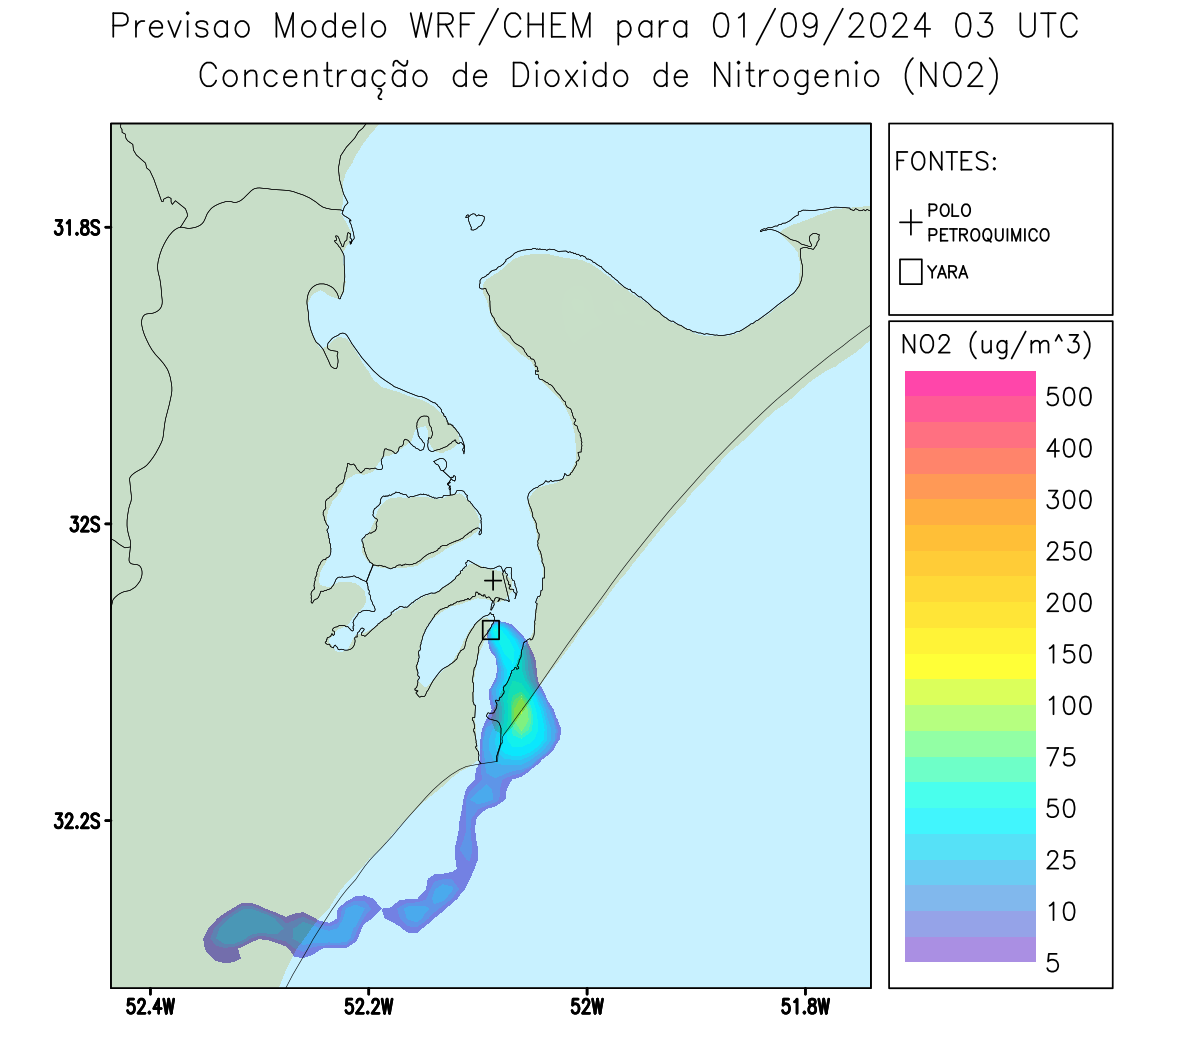 Previsao Modelo WRF/CHEM para 01/09/2024 03 UTC
Concentração de Dioxido de Nitrogenio (NO2)
FONTES:
POLO
PETROQUIMICO
YARA
NO2 (ug/m^3)
500
400
300
250
200
150
100
75
50
25
10
5
31.8S
32S
32.2S
52.4W
52.2W
52W
51.8W